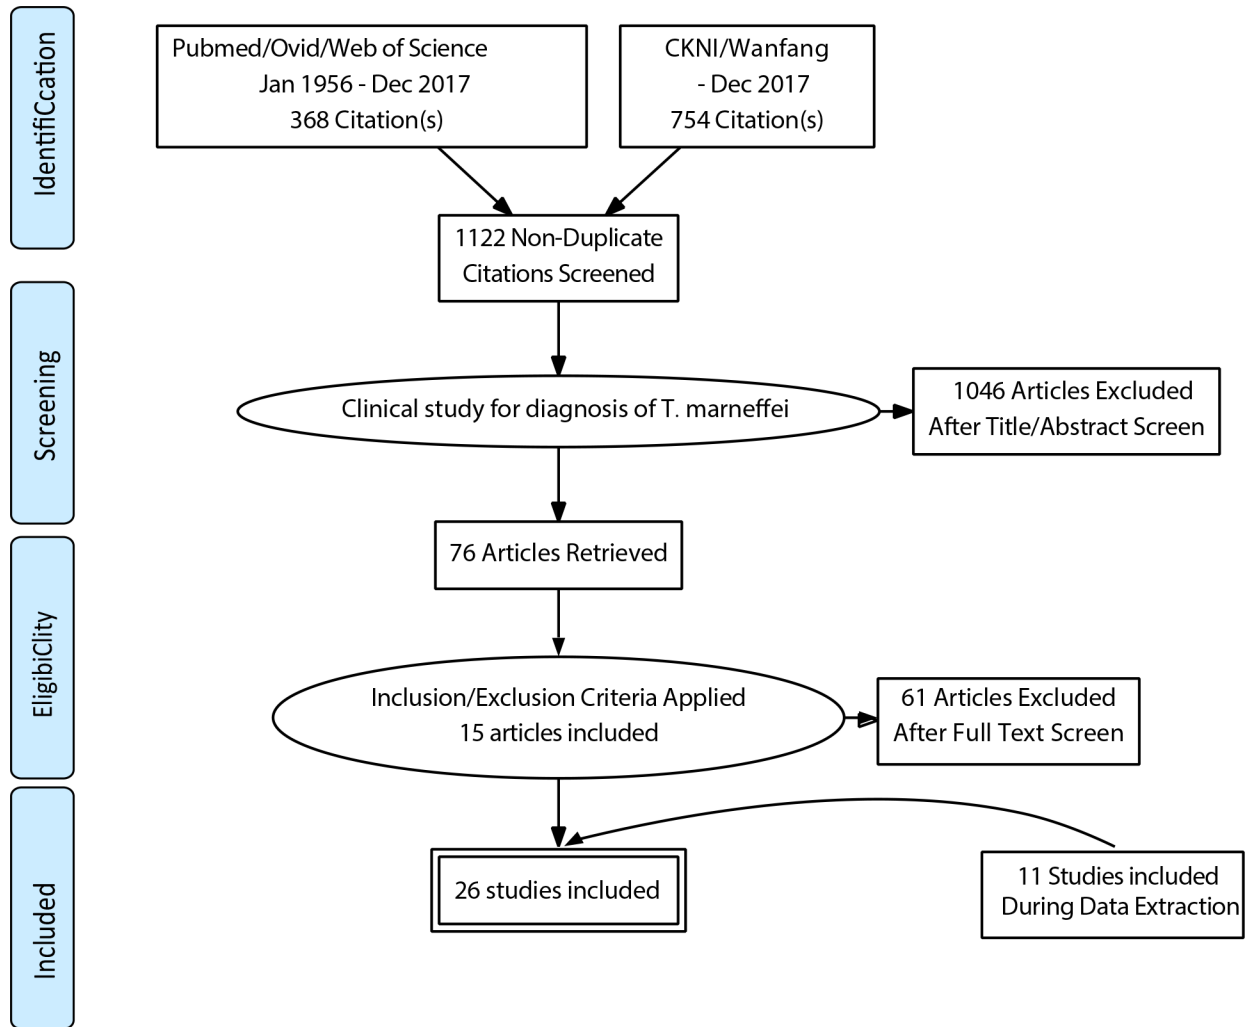 IdentifiCcation
Pubmed/Ovid/Web of Science
Jan 1956 - Dec 2017
368 Citation(s)
CKNI/Wanfang
- Dec 2017
754 Citation(s)
1122 Non-Duplicate
Citations Screened
Screening
Clinical study for diagnosis of T. marneffei
1046 Articles Excluded
After Title/Abstract Screen
76 Articles Retrieved
EligibiClity
Inclusion/Exclusion Criteria Applied
15 articles included
61 Articles Excluded
After Full Text Screen
Included
26 studies included
11 Studies included
During Data Extraction